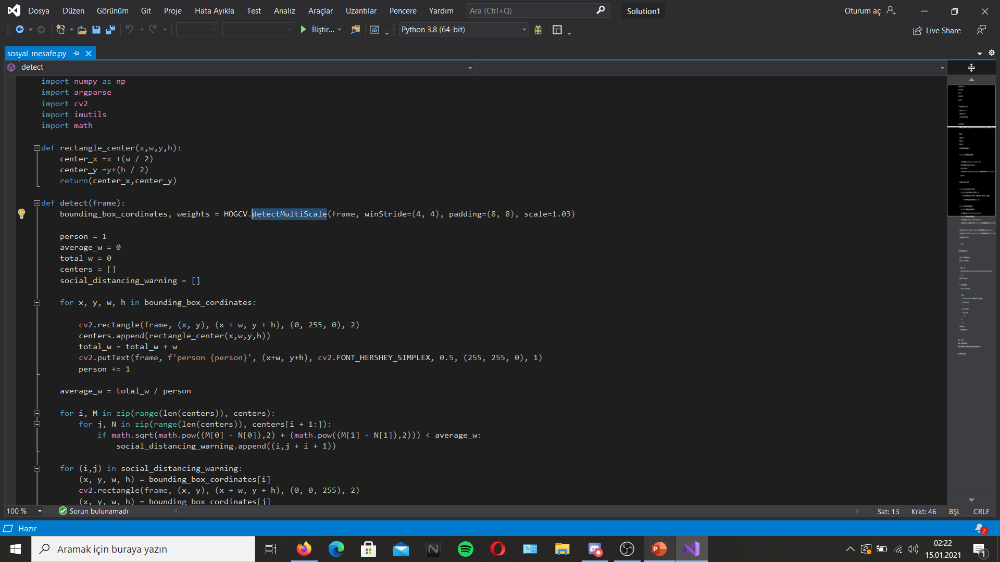 Dosya Düzen Görünüm Git Proje Hata Ayıkla Test Analiz Araçlar Uzantılar Pencere Yardım Ara (Ctrl+Q) Solution1 Oturum aç
İliştir... Python 3.8 (64-bit) Live Share
sosyal_mesafe.py
detect
import numpy as np
import argparse
import cv2
import imutils
import math
def rectangle_center(x,w,y,h):
center_x =x +(w / 2)
center_y =y+(h / 2)
return(center_x,center_y)
def detect(frame):
bounding_box_cordinates, weights = HOGCV.detectMultiScale(frame, winStride=(4, 4), padding=(8, 8), scale=1.03)
person = 1
average_w = 0
total_w = 0
centers = []
social_distancing_warning = []
for x, y, w, h in bounding_box_cordinates:
cv2.rectangle(frame, (x, y), (x + w, y + h), (0, 255, 0), 2)
centers.append(rectangle_center(x,w,y,h))
total_w = total_w + w
cv2.putText(frame, f'person {person}', (x+w, y+h), cv2.FONT_HERSHEY_SIMPLEX, 0.5, (255, 255, 0), 1)
person += 1
average_w = total_w / person
for i, M in zip(range(len(centers)), centers):
for j, N in zip(range(len(centers)), centers[i + 1:]):
if math.sqrt(math.pow((M[0] - N[0]),2) + (math.pow((M[1] - N[1]),2))) < average_w:
social_distancing_warning.append((i,j + i + 1))
for (i,j) in social_distancing_warning:
(x, y, w, h) = bounding_box_cordinates[i]
cv2.rectangle(frame, (x, y), (x + w, y + h), (0, 0, 255), 2)
(x, y, w, h) = bounding_box_cordinates[j]
100 % Sorun bulunamadı Sat: 13 Krkt: 46 BŞL CRLF
Hazır 2
Aramak için buraya yazın 02:22
15.01.2021 1